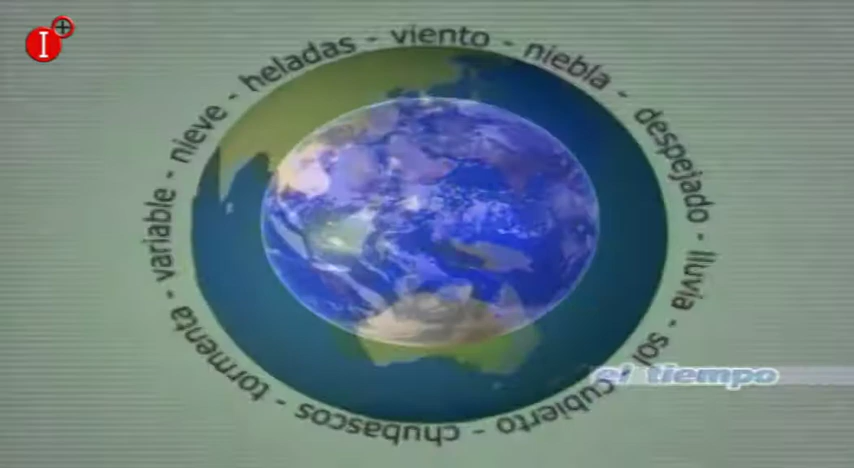 I+
heladas - viento - niebla - despejado - lluvia - sol - cubierto - chubascos - tormenta - variable - nieve -
el tiempo